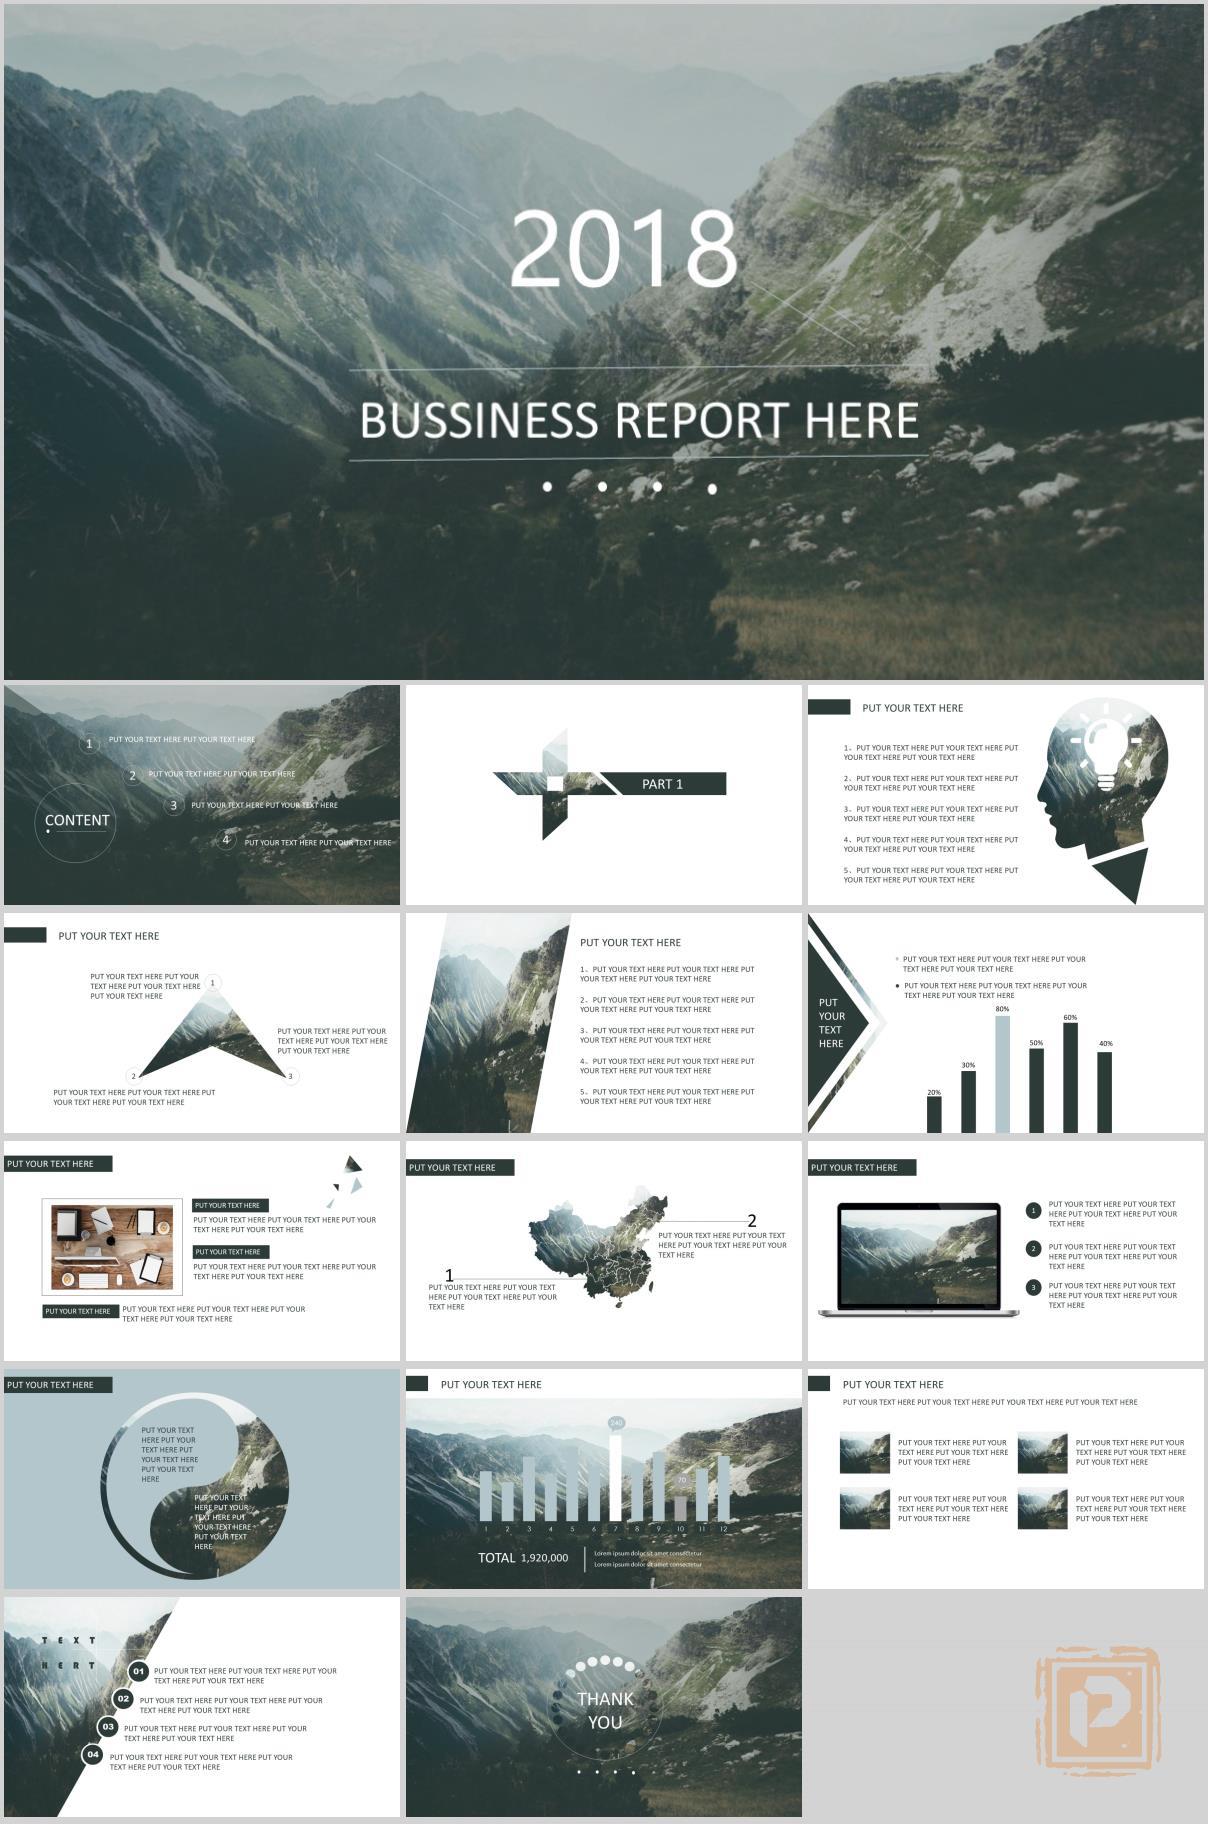 2018
BUSSINESS REPORT HERE
1 PUT YOUR TEXT HERE PUT YOUR TEXT HERE
2 PUT YOUR TEXT HERE PUT YOUR TEXT HERE
3 PUT YOUR TEXT HERE PUT YOUR TEXT HERE
CONTENT
4 PUT YOUR TEXT HERE PUT YOUR TEXT HERE
PART 1
PUT YOUR TEXT HERE
1、PUT YOUR TEXT HERE PUT YOUR TEXT HERE PUT
YOUR TEXT HERE PUT YOUR TEXT HERE
2、PUT YOUR TEXT HERE PUT YOUR TEXT HERE PUT
YOUR TEXT HERE PUT YOUR TEXT HERE
3、PUT YOUR TEXT HERE PUT YOUR TEXT HERE PUT
YOUR TEXT HERE PUT YOUR TEXT HERE
4、PUT YOUR TEXT HERE PUT YOUR TEXT HERE PUT
YOUR TEXT HERE PUT YOUR TEXT HERE
5、PUT YOUR TEXT HERE PUT YOUR TEXT HERE PUT
YOUR TEXT HERE PUT YOUR TEXT HERE
PUT YOUR TEXT HERE
PUT YOUR TEXT HERE PUT YOUR
TEXT HERE PUT YOUR TEXT HERE
PUT YOUR TEXT HERE
1
PUT YOUR TEXT HERE PUT YOUR
TEXT HERE PUT YOUR TEXT HERE
PUT YOUR TEXT HERE
2
3
PUT YOUR TEXT HERE PUT YOUR TEXT HERE PUT
YOUR TEXT HERE PUT YOUR TEXT HERE
PUT YOUR TEXT HERE
1、PUT YOUR TEXT HERE PUT YOUR TEXT HERE PUT
YOUR TEXT HERE PUT YOUR TEXT HERE
2、PUT YOUR TEXT HERE PUT YOUR TEXT HERE PUT
YOUR TEXT HERE PUT YOUR TEXT HERE
3、PUT YOUR TEXT HERE PUT YOUR TEXT HERE PUT
YOUR TEXT HERE PUT YOUR TEXT HERE
4、PUT YOUR TEXT HERE PUT YOUR TEXT HERE PUT
YOUR TEXT HERE PUT YOUR TEXT HERE
5、PUT YOUR TEXT HERE PUT YOUR TEXT HERE PUT
YOUR TEXT HERE PUT YOUR TEXT HERE
PUT
YOUR
TEXT
HERE
PUT YOUR TEXT HERE PUT YOUR TEXT HERE PUT YOUR
TEXT HERE PUT YOUR TEXT HERE
PUT YOUR TEXT HERE PUT YOUR TEXT HERE PUT YOUR
TEXT HERE PUT YOUR TEXT HERE
20% 30% 80% 50% 60% 40%
PUT YOUR TEXT HERE
PUT YOUR TEXT HERE
PUT YOUR TEXT HERE PUT YOUR TEXT HERE PUT YOUR
TEXT HERE PUT YOUR TEXT HERE
PUT YOUR TEXT HERE
PUT YOUR TEXT HERE PUT YOUR TEXT HERE PUT YOUR
TEXT HERE PUT YOUR TEXT HERE
PUT YOUR TEXT HERE
PUT YOUR TEXT HERE PUT YOUR TEXT HERE PUT YOUR
TEXT HERE PUT YOUR TEXT HERE
PUT YOUR TEXT HERE
2
PUT YOUR TEXT HERE PUT YOUR TEXT
HERE PUT YOUR TEXT HERE PUT YOUR
TEXT HERE
1
PUT YOUR TEXT HERE PUT YOUR TEXT
HERE PUT YOUR TEXT HERE PUT YOUR
TEXT HERE
PUT YOUR TEXT HERE
1 PUT YOUR TEXT HERE PUT YOUR TEXT
HERE PUT YOUR TEXT HERE PUT YOUR
TEXT HERE
2 PUT YOUR TEXT HERE PUT YOUR TEXT
HERE PUT YOUR TEXT HERE PUT YOUR
TEXT HERE
3 PUT YOUR TEXT HERE PUT YOUR TEXT
HERE PUT YOUR TEXT HERE PUT YOUR
TEXT HERE
PUT YOUR TEXT HERE
PUT YOUR TEXT
HERE PUT YOUR
TEXT HERE PUT
YOUR TEXT HERE
PUT YOUR TEXT
HERE
PUT YOUR TEXT
HERE PUT YOUR
TEXT HERE PUT
YOUR TEXT HERE
PUT YOUR TEXT
HERE
PUT YOUR TEXT HERE
240
70
1 2 3 4 5 6 7 8 9 10 11 12
TOTAL 1,920,000
Lorem ipsum dolor sit amet consectetur
Lorem ipsum dolor sit amet consectetur
PUT YOUR TEXT HERE
PUT YOUR TEXT HERE PUT YOUR TEXT HERE PUT YOUR TEXT HERE PUT YOUR TEXT HERE
PUT YOUR TEXT HERE PUT YOUR
TEXT HERE PUT YOUR TEXT HERE
PUT YOUR TEXT HERE
PUT YOUR TEXT HERE PUT YOUR
TEXT HERE PUT YOUR TEXT HERE
PUT YOUR TEXT HERE
PUT YOUR TEXT HERE PUT YOUR
TEXT HERE PUT YOUR TEXT HERE
PUT YOUR TEXT HERE
PUT YOUR TEXT HERE PUT YOUR
TEXT HERE PUT YOUR TEXT HERE
PUT YOUR TEXT HERE
TEXT
HERT
01 PUT YOUR TEXT HERE PUT YOUR TEXT HERE PUT YOUR
TEXT HERE PUT YOUR TEXT HERE
02 PUT YOUR TEXT HERE PUT YOUR TEXT HERE PUT YOUR
TEXT HERE PUT YOUR TEXT HERE
03 PUT YOUR TEXT HERE PUT YOUR TEXT HERE PUT YOUR
TEXT HERE PUT YOUR TEXT HERE
04 PUT YOUR TEXT HERE PUT YOUR TEXT HERE PUT YOUR
TEXT HERE PUT YOUR TEXT HERE
THANK
YOU